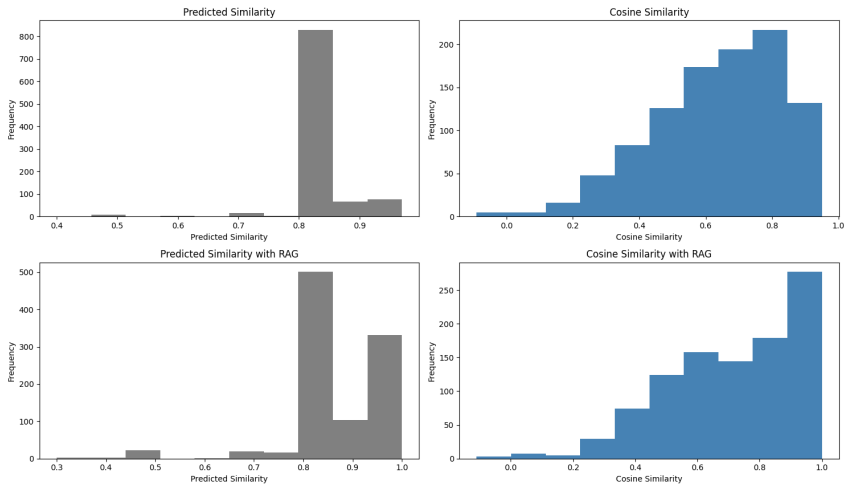 Predicted Similarity
Frequency
800
700
600
500
400
300
200
100
0
0.4 0.5 0.6 0.7 0.8 0.9
Predicted Similarity
Cosine Similarity
Frequency
200
150
100
50
0
0.0 0.2 0.4 0.6 0.8 1.0
Cosine Similarity
Predicted Similarity with RAG
Frequency
500
400
300
200
100
0
0.3 0.4 0.5 0.6 0.7 0.8 0.9 1.0
Predicted Similarity
Cosine Similarity with RAG
Frequency
250
200
150
100
50
0
0.0 0.2 0.4 0.6 0.8 1.0
Cosine Similarity